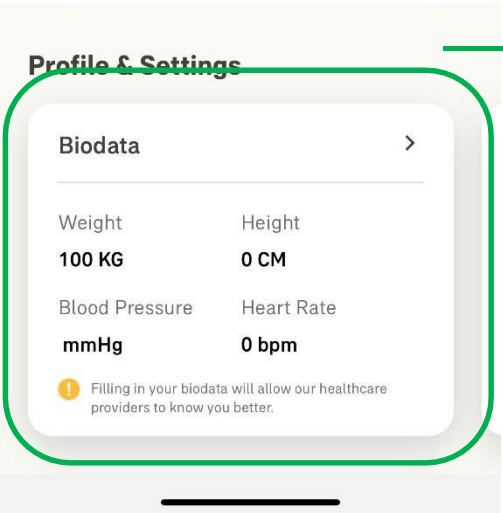 Profile & Settings
Biodata
Weight Height
100 KG 0 CM
Blood Pressure Heart Rate
mmHg 0 bpm
Filling in your biodata will allow our healthcare
providers to know you better.